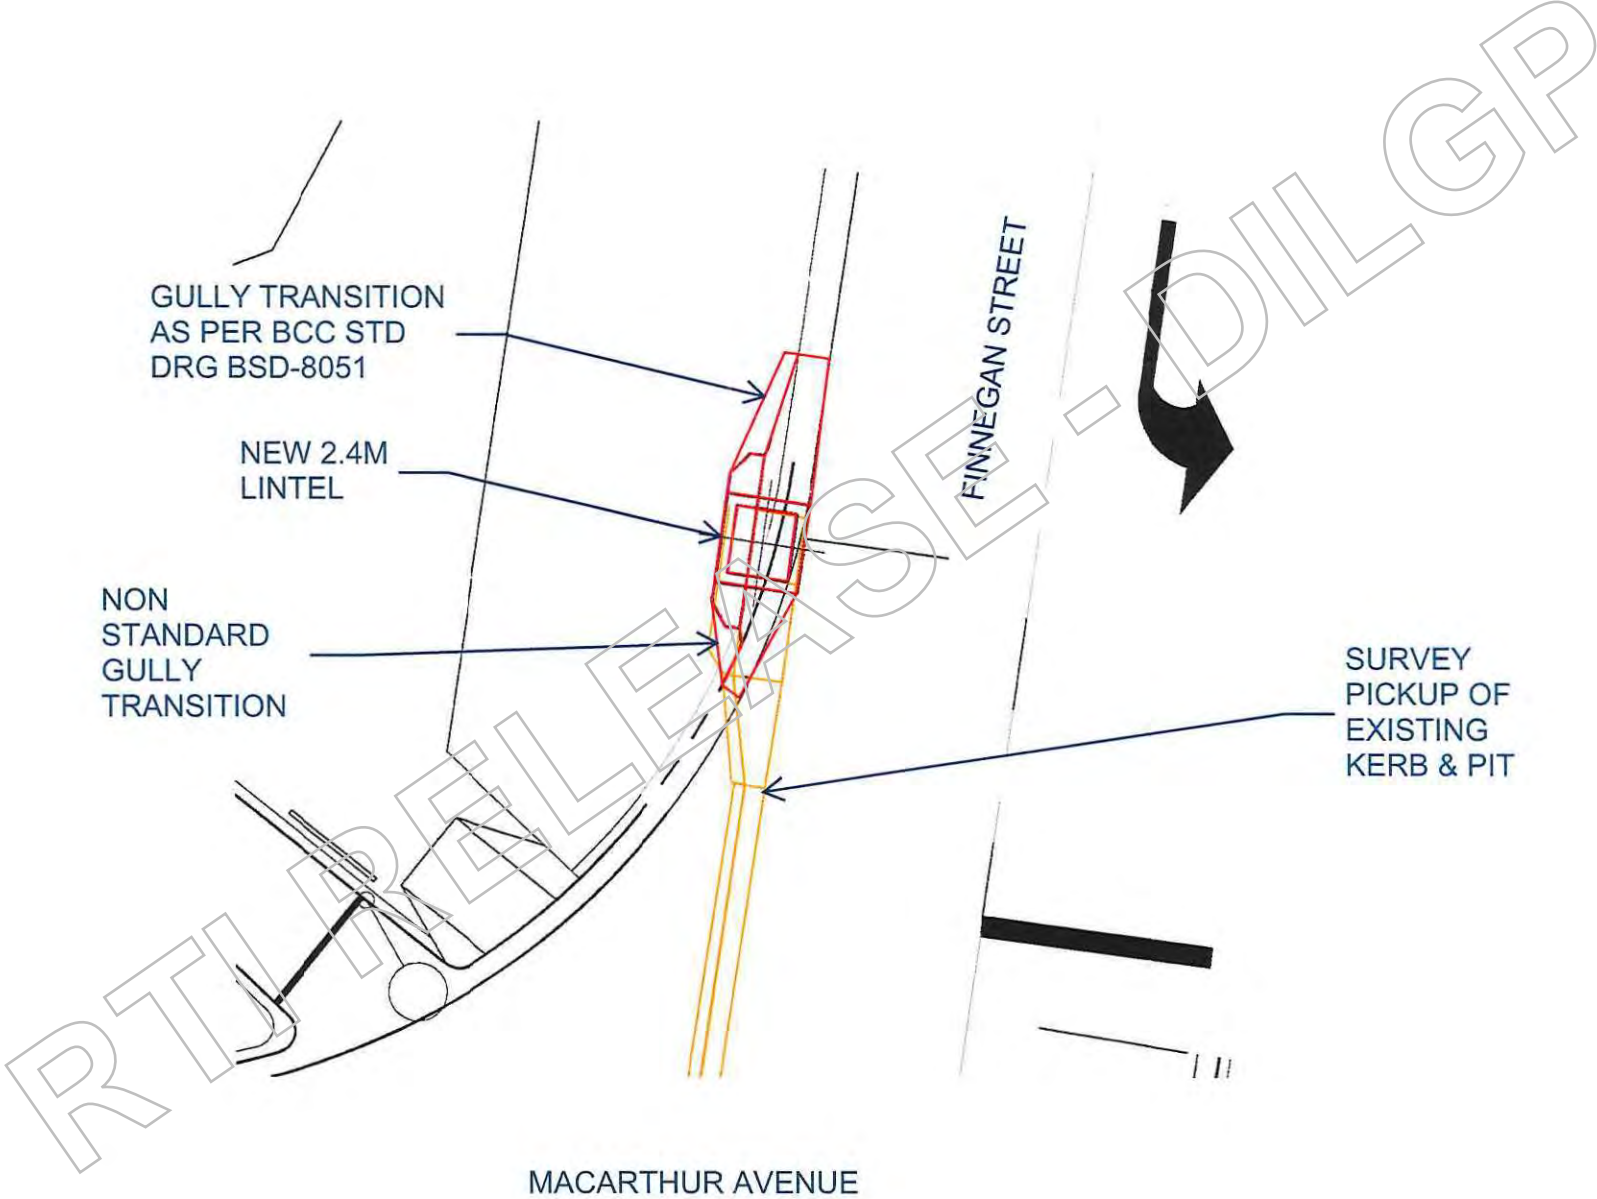 GULLY TRANSITION
AS PER BCC STD
DRG BSD-8051
NEW 2.4M
LINTEL
NON
STANDARD
GULLY
TRANSITION
FINNEGAN STREET
SURVEY
PICKUP OF
EXISTING
KERB & PIT
MACARTHUR AVENUE
RTI RELEASE - DILGP